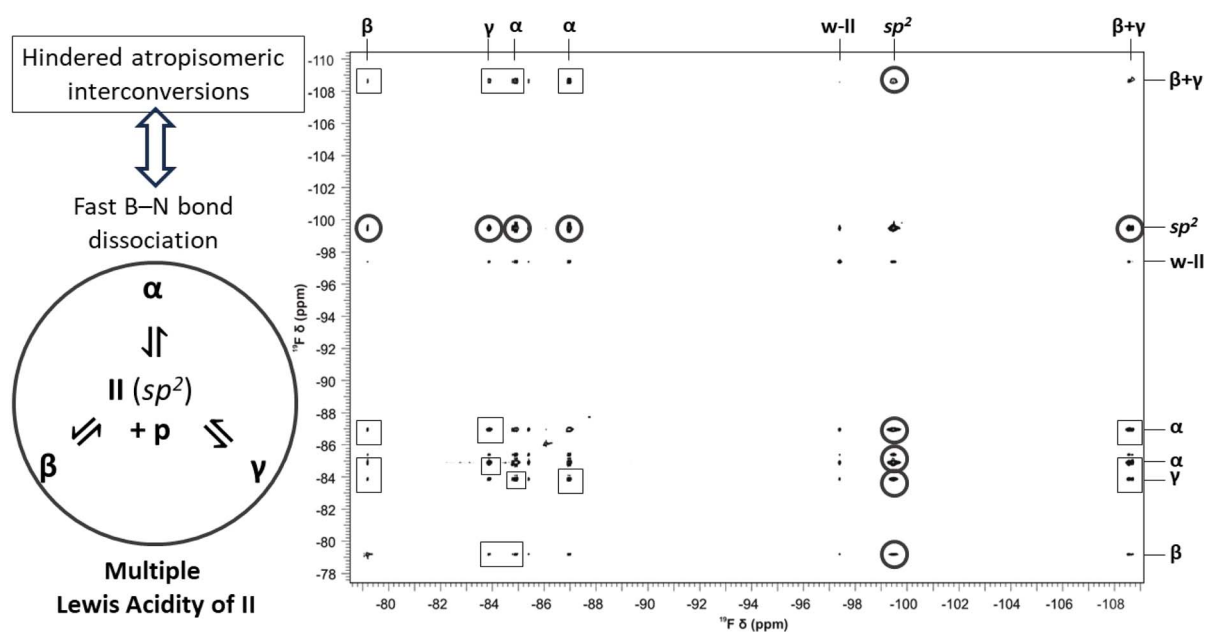 Hindered atropisomeric
interconversions
Fast B–N bond
dissociation
α
II (sp²)
+ p
β γ
Multiple
Lewis Acidity of II
β γ α α w-II sp² β+γ
-110
-108
-106
-104
-102
-100
-98
-96
-94
-92
-90
-88
-86
-84
-82
-80
-78
¹⁹F δ (ppm)
β+γ
sp²
w-II
α
α
γ
β
-80 -82 -84 -86 -88 -90 -92 -94 -96 -98 -100 -102 -104 -106 -108
¹⁹F δ (ppm)